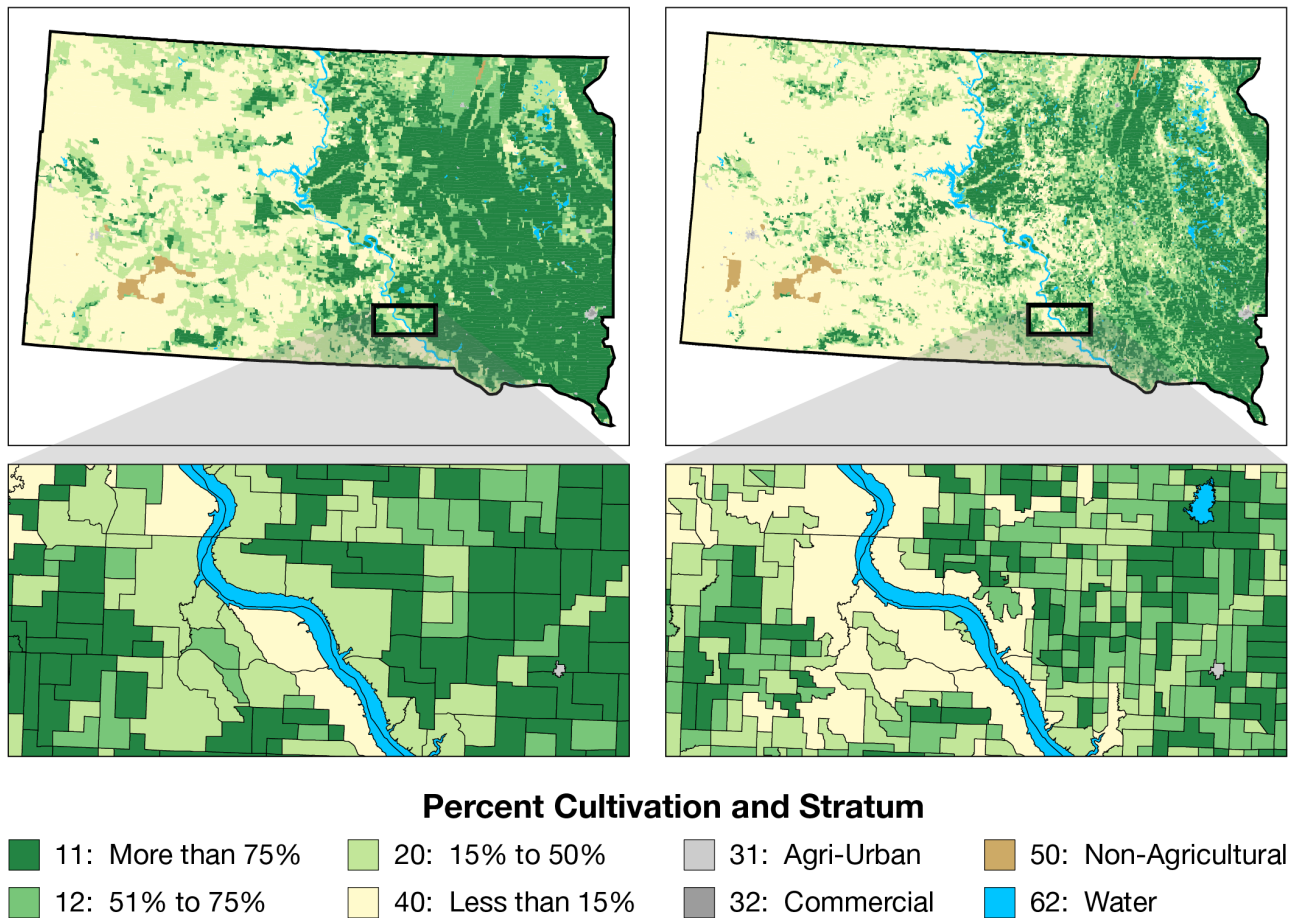 Percent Cultivation and Stratum
11: More than 75%
20: 15% to 50%
31: Agri-Urban
50: Non-Agricultural
12: 51% to 75%
40: Less than 15%
32: Commercial
62: Water